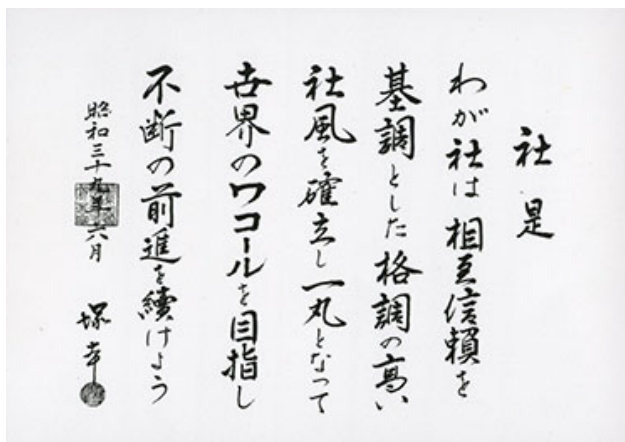 社是
わが社は相互信頼を
基調とした格調の高い
社風を確立し一丸となって
世界のワコールを目指し
不断の前進を續けよう
昭和三十九年六月 塚幸